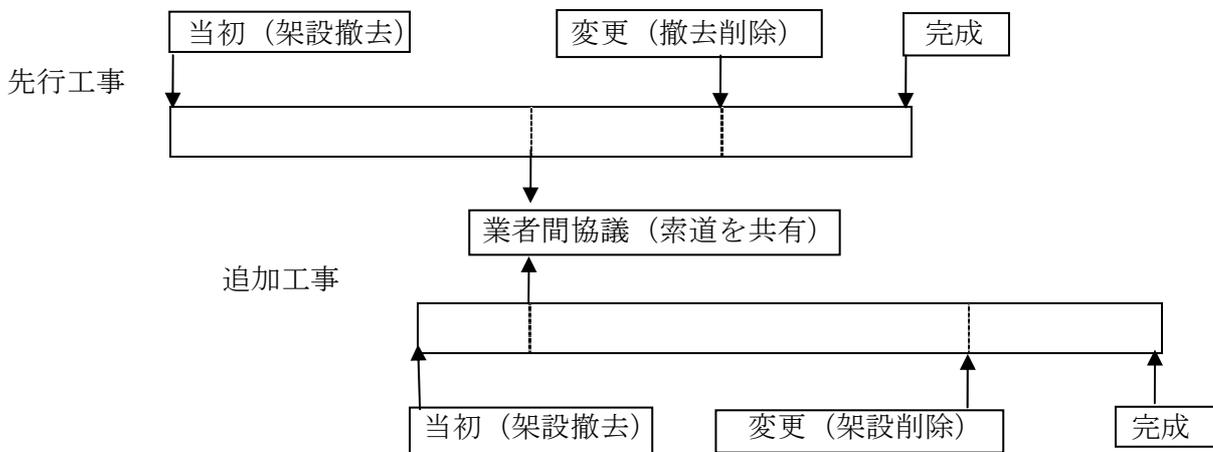 当初（架設撤去）
変更（撤去削除）
完成
先行工事
業者間協議（索道を共有）
追加工事
当初（架設撤去）
変更（架設削除）
完成